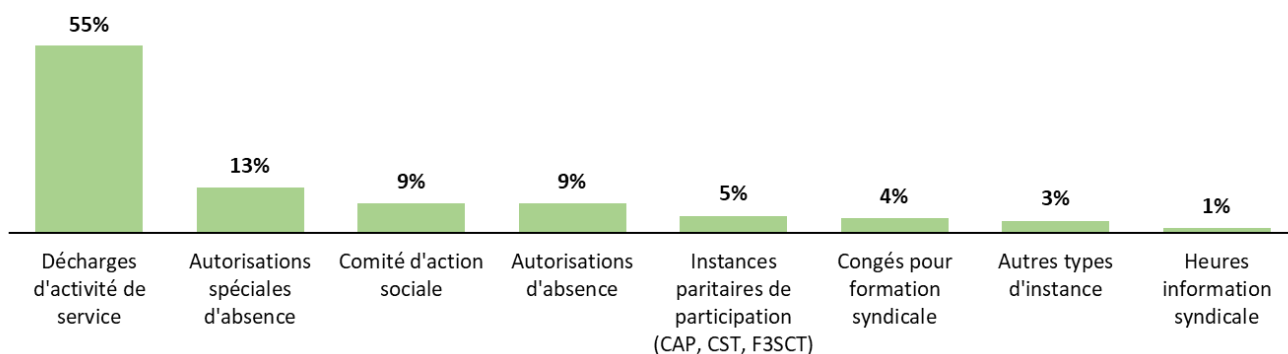 55%
13%
9%
9%
5%
4%
3%
1%
Décharges
d'activité de
service
Autorisations
spéciales
d'absence
Comité d'action
sociale
Autorisations
d'absence
Instances
paritaires de
participation
(CAP, CST, F3SCT)
Congés pour
formation
syndicale
Autres types
d'instance
Heures
information
syndicale